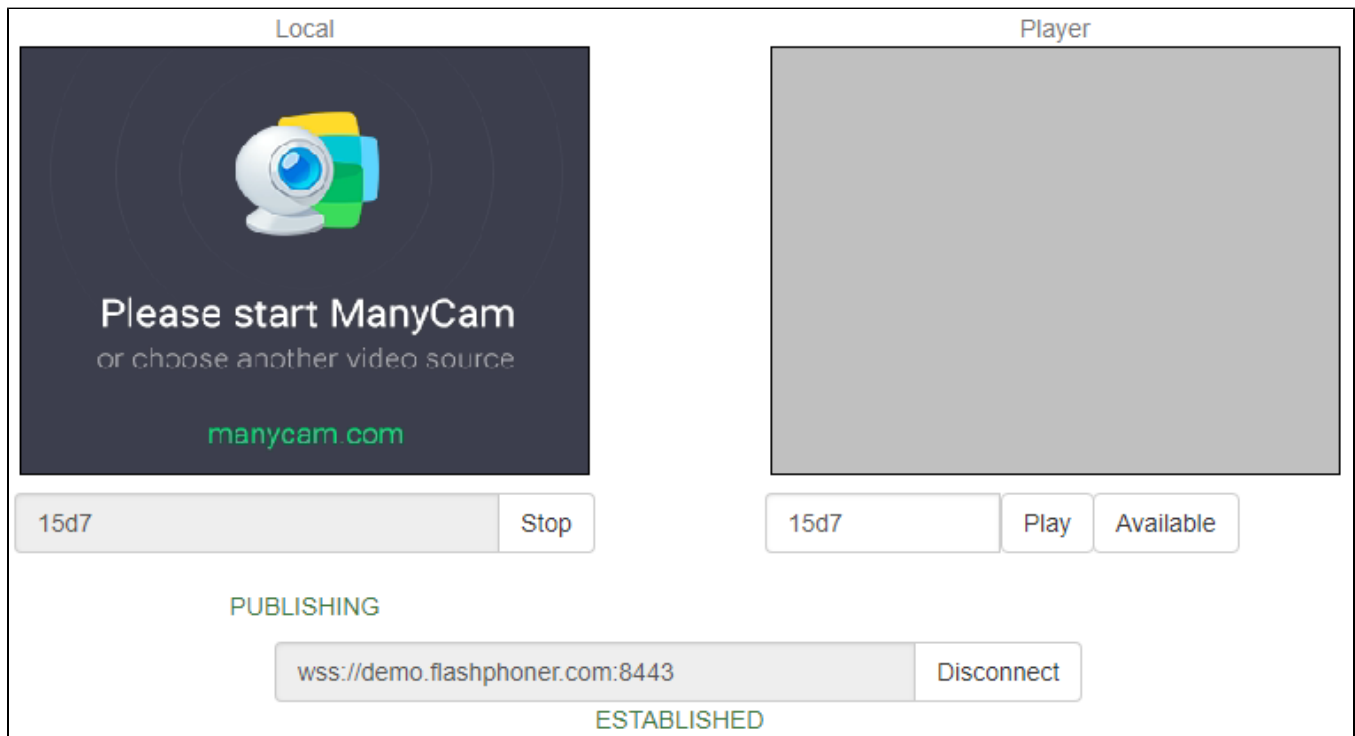 Local
Player
Please start ManyCam
or choose another video source
manycam.com
15d7
Stop
15d7
Play
Available
PUBLISHING
wss://demo.flashphoner.com:8443
Disconnect
ESTABLISHED